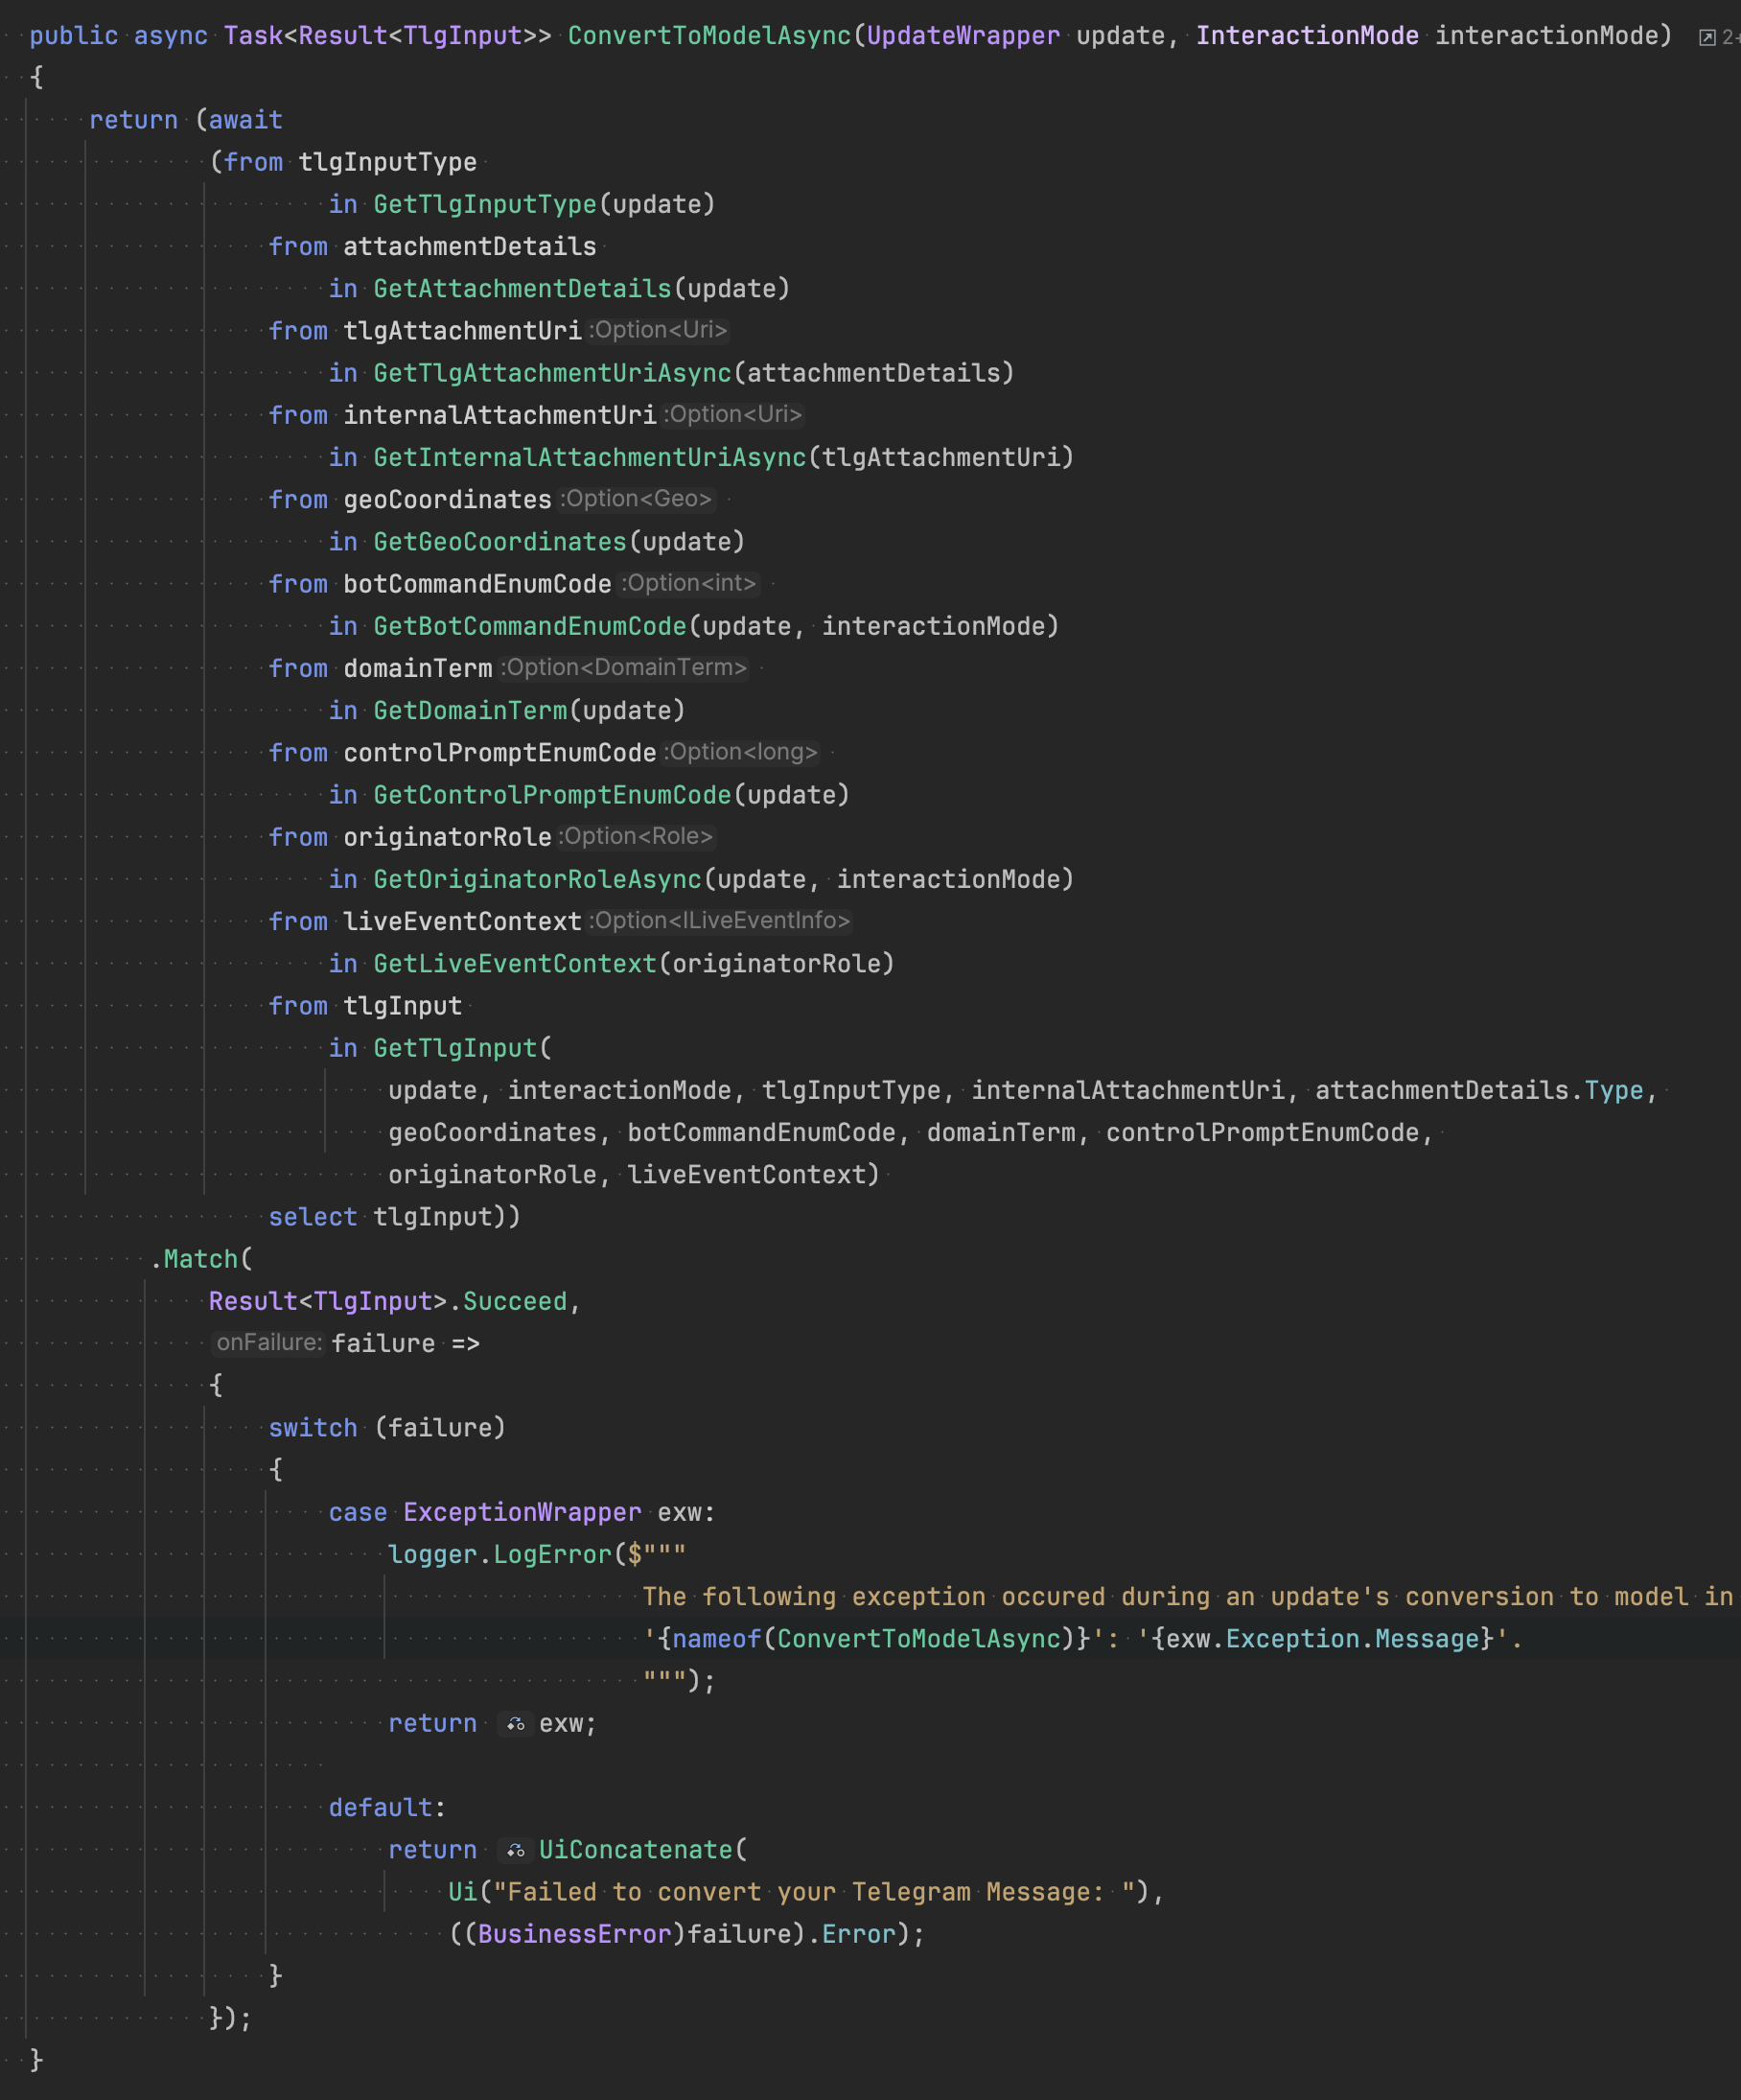 public async Task<Result<TlgInput>> ConvertToModelAsync(UpdateWrapper update, InteractionMode interactionMode) 2+
{
return (await
(from tlgInputType
in GetTlgInputType(update)
from attachmentDetails
in GetAttachmentDetails(update)
from tlgAttachmentUri :Option<Uri>
in GetTlgAttachmentUriAsync(attachmentDetails)
from internalAttachmentUri :Option<Uri>
in GetInternalAttachmentUriAsync(tlgAttachmentUri)
from geoCoordinates :Option<Geo>
in GetGeoCoordinates(update)
from botCommandEnumCode :Option<int>
in GetBotCommandEnumCode(update, interactionMode)
from domainTerm :Option<DomainTerm>
in GetDomainTerm(update)
from controlPromptEnumCode :Option<long>
in GetControlPromptEnumCode(update)
from originatorRole :Option<Role>
in GetOriginatorRoleAsync(update, interactionMode)
from liveEventContext :Option<ILiveEventInfo>
in GetLiveEventContext(originatorRole)
from tlgInput
in GetTlgInput(
update, interactionMode, tlgInputType, internalAttachmentUri, attachmentDetails.Type,
geoCoordinates, botCommandEnumCode, domainTerm, controlPromptEnumCode,
originatorRole, liveEventContext)
select tlgInput))
.Match(
Result<TlgInput>.Succeed,
onFailure: failure =>
{
switch (failure)
{
case ExceptionWrapper exw:
logger.LogError($"""
The following exception occured during an update's conversion to model in
'{nameof(ConvertToModelAsync)}': '{exw.Exception.Message}'.
""");
return exw;
default:
return UiConcatenate(
Ui("Failed to convert your Telegram Message: "),
((BusinessError)failure).Error);
}
});
}